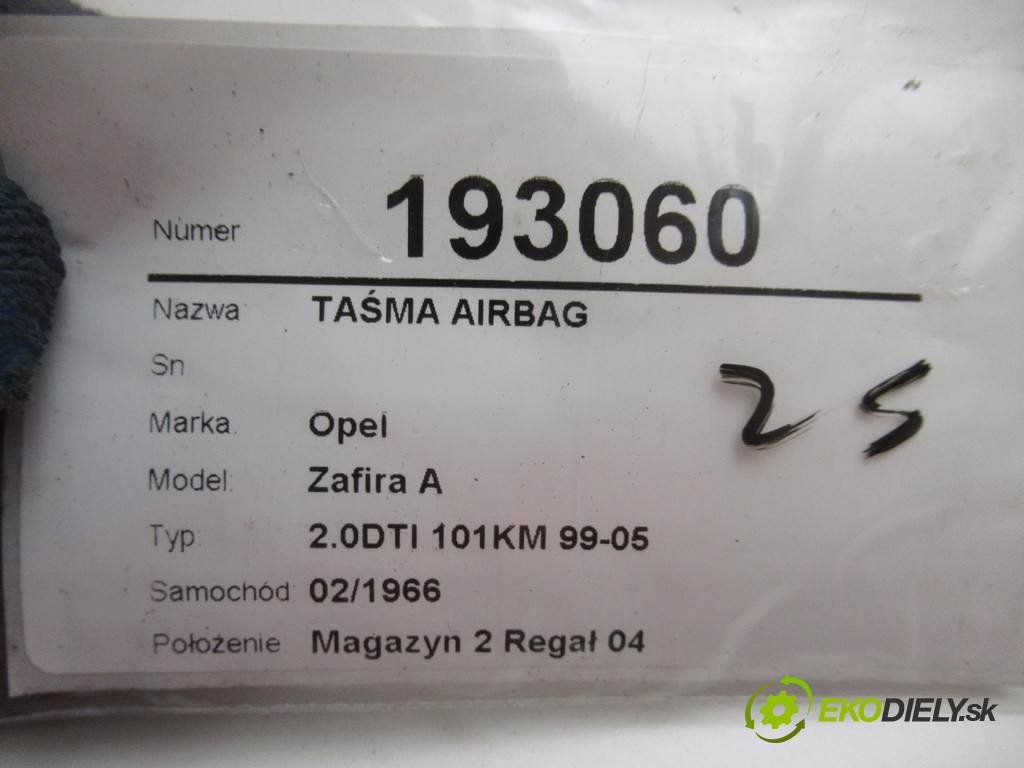 Numer 193060
Nazwa: TAŚMA AIRBAG
Sn
25
Marka: Opel
Model: Zafira A
Typ: 2.0DTI 101KM 99-05
Samochód: 02/1966
Położenie Magazyn 2 Regał 04
EKODIELY.sk